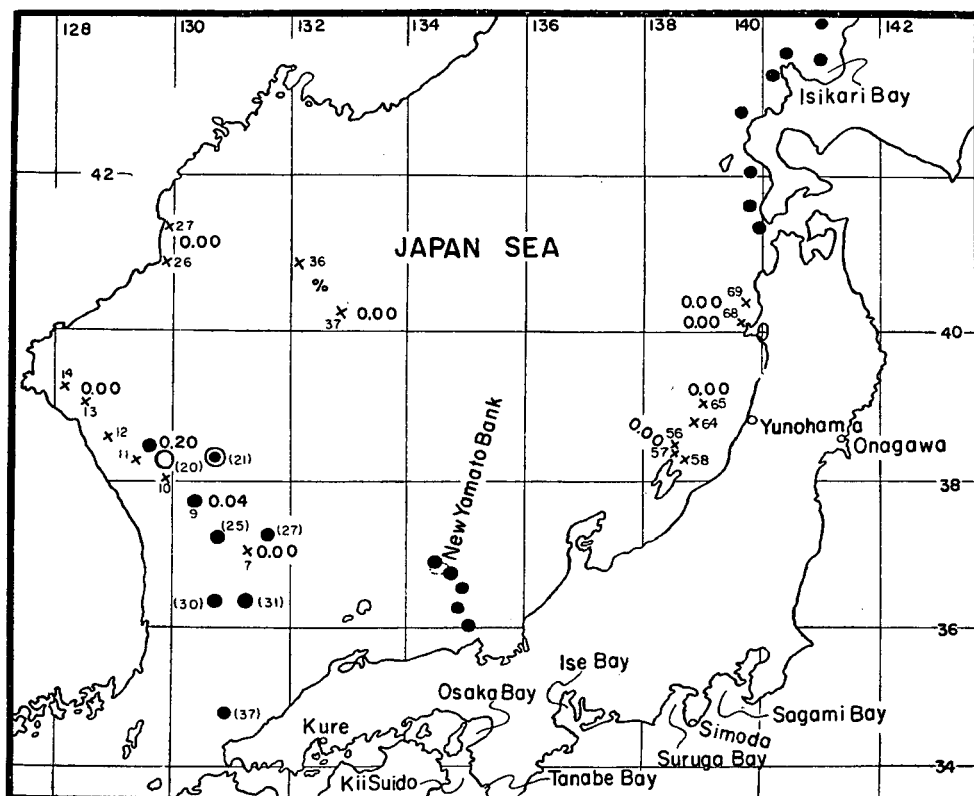 128 130 132 134 138 140 142
Isikari Bay
42
27
0.00
26
36
JAPAN SEA
%
37 0.00
69
0.00
68
0.00
40
14
0.00
13
12
11
0.20
(20)
(21)
10
0.00
65
64
0.00 56
57 58
Yunohama
Onagawa
38
9 0.04
(25)
(27)
0.00
7
New Yamato Bank
(30)
(31)
36
Ise Bay
Osaka Bay
Sagami Bay
Simoda
Suruga Bay
(37)
Kure
Kii Suido
Tanabe Bay
34